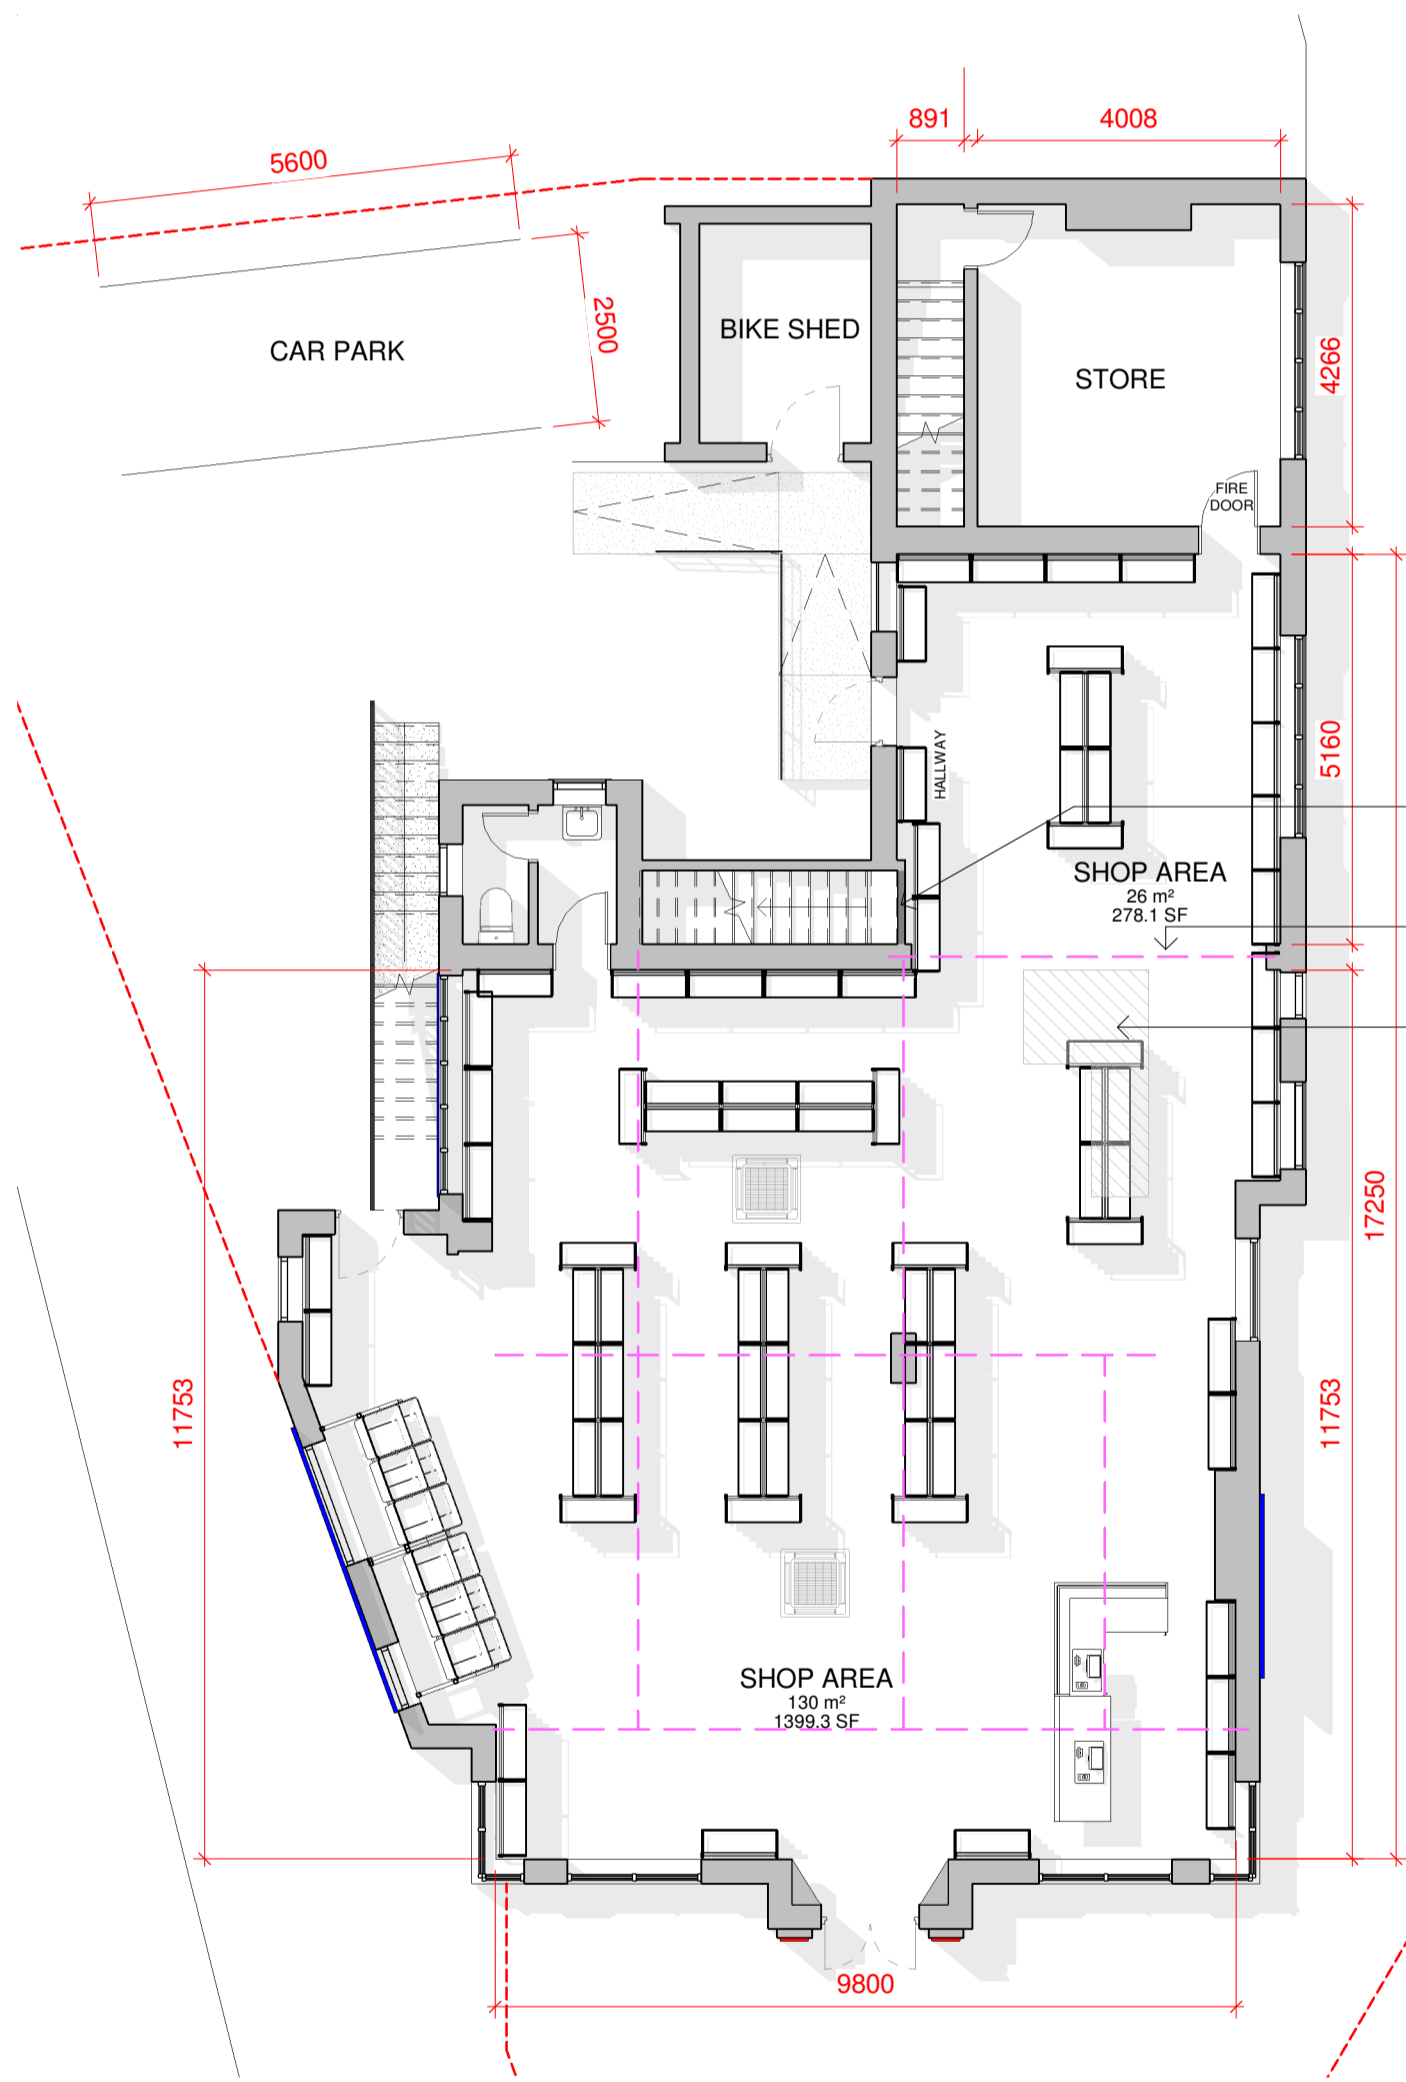 891
4008
5600
2500
CAR PARK
BIKE SHED
STORE
4266
FIRE
DOOR
HALLWAY
5160
SHOP AREA
26 m²
278.1 SF
17250
11753
11753
SHOP AREA
130 m²
1399.3 SF
9800